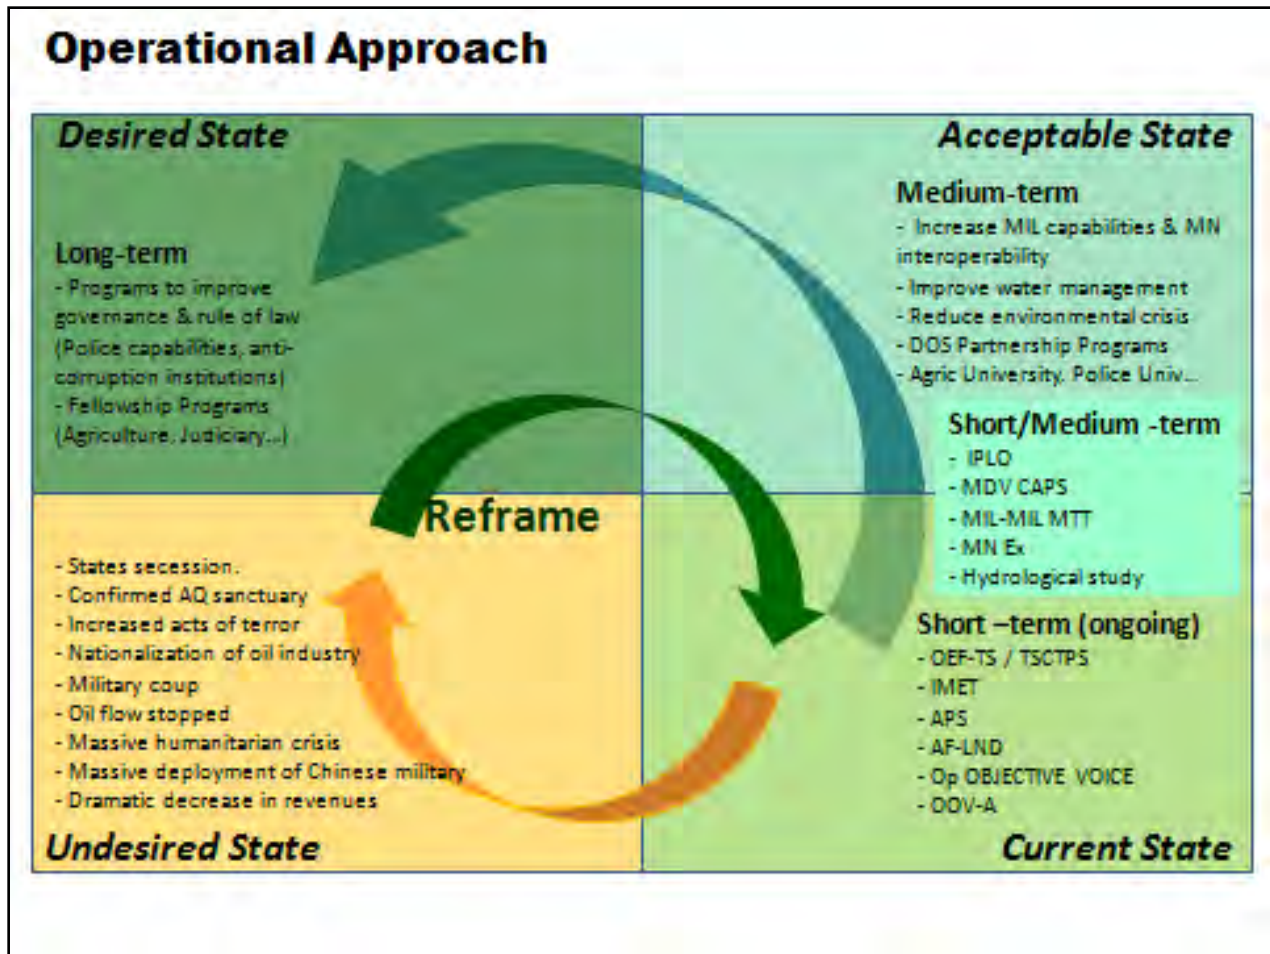 Operational Approach
Desired State
Long-term
- Programs to improve
governance & rule of law
(Police capabilities, anti-
corruption institutions)
- Fellowship Programs
(Agriculture, Judiciary...)
Acceptable State
Medium-term
- Increase MIL capabilities & MN
interoperability
- Improve water management
- Reduce environmental crisis
- DOS Partnership Programs
- Agric University, Police Univ...
Short/Medium -term
- IPLO
- MDV CAPS
- MIL-MIL MTT
- MN Ex
- Hydrological study
Reframe
- States secession.
- Confirmed AQ sanctuary
- Increased acts of terror
- Nationalization of oil industry
- Military coup
- Oil flow stopped
- Massive humanitarian crisis
- Massive deployment of Chinese military
- Dramatic decrease in revenues
Undesired State
Short –term (ongoing)
- OEF-TS / TSCTPS
- IMET
- APS
- AF-LND
- Op OBJECTIVE VOICE
- OOV-A
Current State